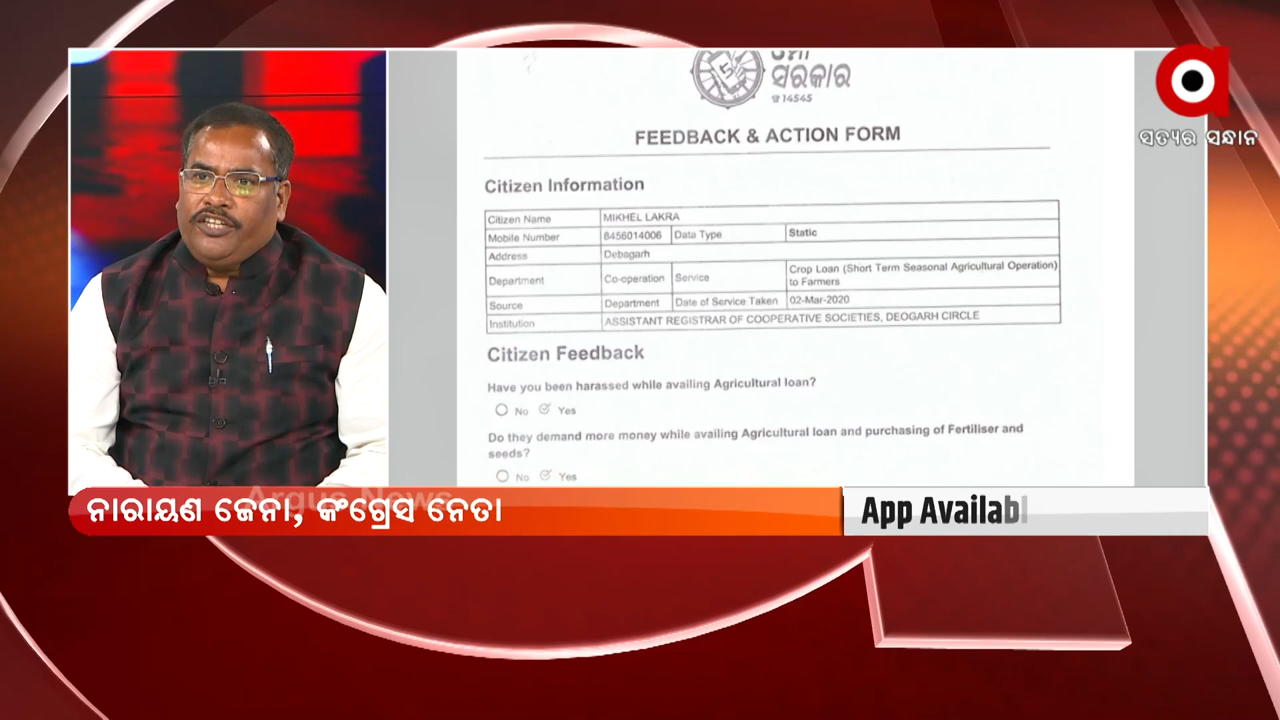 ସରକାର
14545
FEEDBACK & ACTION FORM
ସତ୍ୟର ସନ୍ଧାନ
Citizen Information
Citizen Name MIKHEL LAKRA
Mobile Number 8456014006 Data Type Static
Address Debagarh
Department Co-operation Service Crop Loan (Short Term Seasonal Agricultural Operation)
to Farmers
Source Department Date of Service Taken 02-Mar-2020
Institution ASSISTANT REGISTRAR OF COOPERATIVE SOCIETIES, DEOGARH CIRCLE
Citizen Feedback
Have you been harassed while availing Agricultural loan?
No Yes
Do they demand more money while availing Agricultural loan and purchasing of Fertiliser and
seeds?
No Yes
Argus News
ନାରାୟଣ ଜେନା, କଂଗ୍ରେସ ନେତା
App Availabl